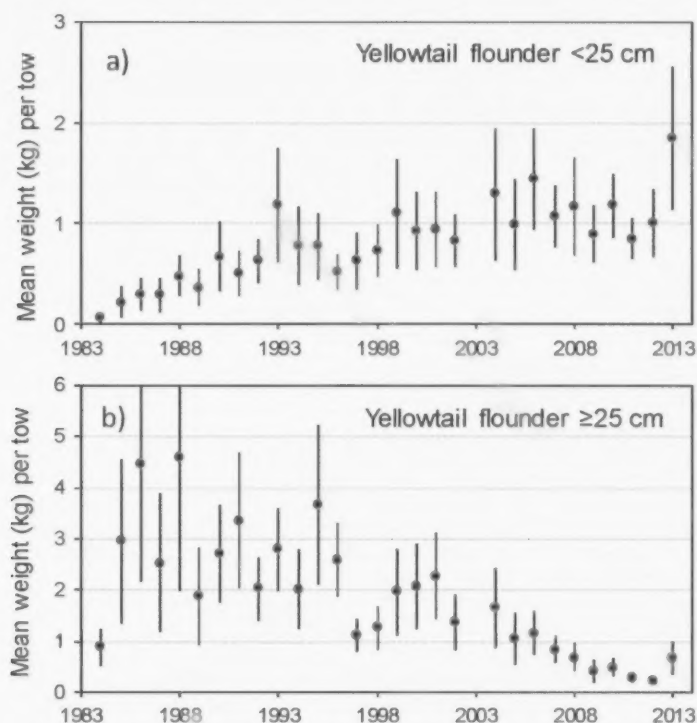 3
a)
Yellowtail flounder <25 cm
2
1
0
Mean weight (kg) per tow
1983 1988 1993 1998 2003 2008 2013
6
b)
Yellowtail flounder ≥25 cm
5
4
3
2
1
0
Mean weight (kg) per tow
1983 1988 1993 1998 2003 2008 2013